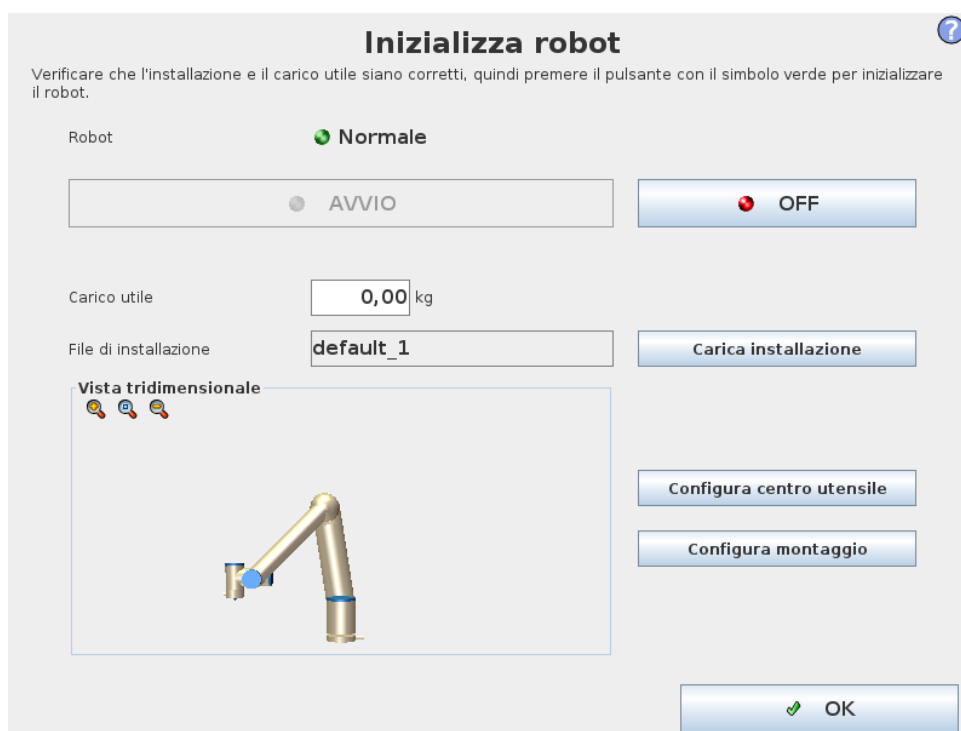 Inizializza robot
?
Verificare che l'installazione e il carico utile siano corretti, quindi premere il pulsante con il simbolo verde per inizializzare
il robot.
Robot
Normale
AVVIO
OFF
Carico utile
0,00 kg
File di installazione
default_1
Carica installazione
Vista tridimensionale
Configura centro utensile
Configura montaggio
OK